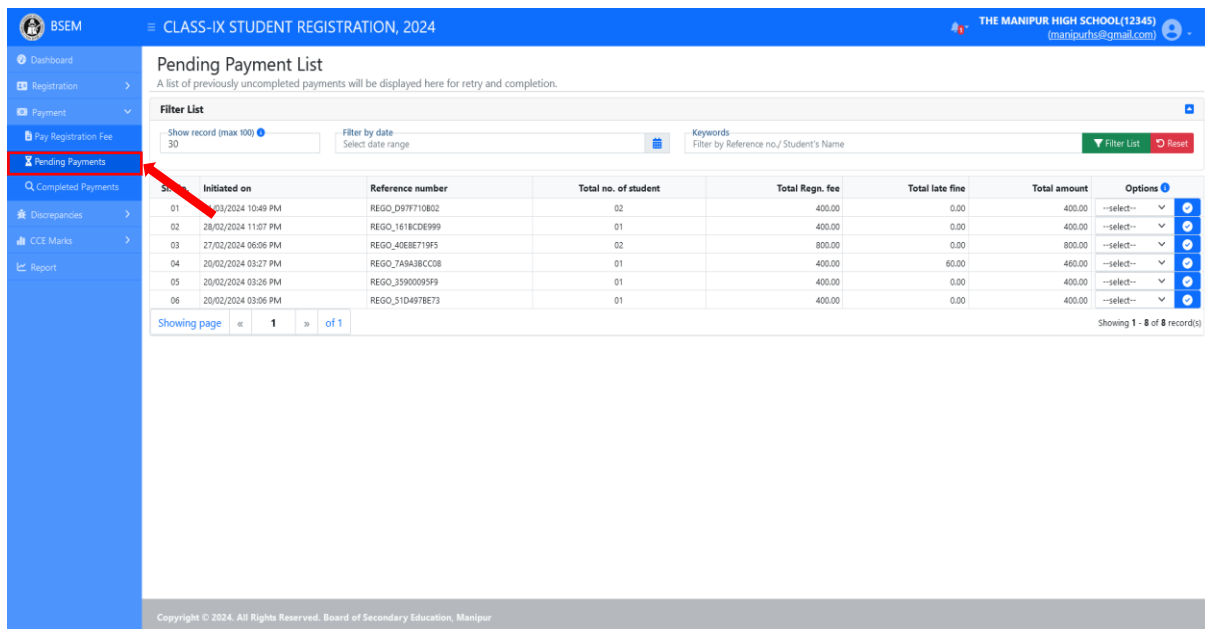 BSEM
≡ CLASS-IX STUDENT REGISTRATION, 2024
THE MANIPUR HIGH SCHOOL(12345)
(manipurhs@gmail.com)
Dashboard
Registration
Payment
Pay Registration Fee
Pending Payments
Completed Payments
Discrepancies
CCE Marks
Report
Pending Payment List
A list of previously uncompleted payments will be displayed here for retry and completion.
Filter List
Show record (max 100) Filter by date Keywords
30 Select date range Filter by Reference no./ Student's Name Filter List Reset
Initiated on Reference number Total no. of student Total Regn. fee Total late fine Total amount Options
01 /03/2024 10:49 PM REGO_D97F710B02 02 400.00 0.00 400.00 --select--
02 28/02/2024 11:07 PM REGO_161BCDE999 01 400.00 0.00 400.00 --select--
03 27/02/2024 06:06 PM REGO_40E8E719F5 02 800.00 0.00 800.00 --select--
04 20/02/2024 03:27 PM REGO_7A9A3BCC08 01 400.00 60.00 460.00 --select--
05 20/02/2024 03:26 PM REGO_35900095F9 01 400.00 0.00 400.00 --select--
06 20/02/2024 03:06 PM REGO_51D497BE73 01 400.00 0.00 400.00 --select--
Showing page « 1 » of 1 Showing 1 - 8 of 8 record(s)
Copyright © 2024. All Rights Reserved. Board of Secondary Education, Manipur